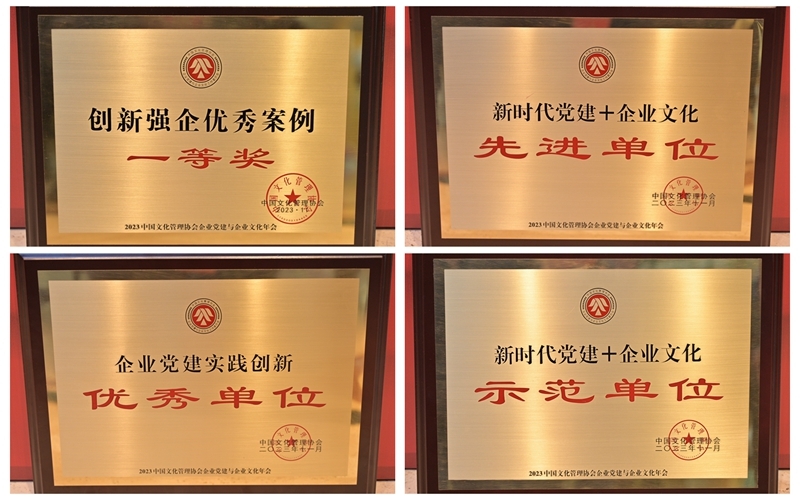 创新强企优秀案例
一等奖
中国文化管理协会
2023·11
2023中国文化管理协会企业党建与企业文化年会
新时代党建+企业文化
先进单位
中国文化管理协会
二〇二三年十一月
2023中国文化管理协会企业党建与企业文化年会
企业党建实践创新
优秀单位
中国文化管理协会
二〇二三年十一月
2023中国文化管理协会企业党建与企业文化年会
新时代党建+企业文化
示范单位
中国文化管理协会
二〇二三年十一月
2023中国文化管理协会企业党建与企业文化年会